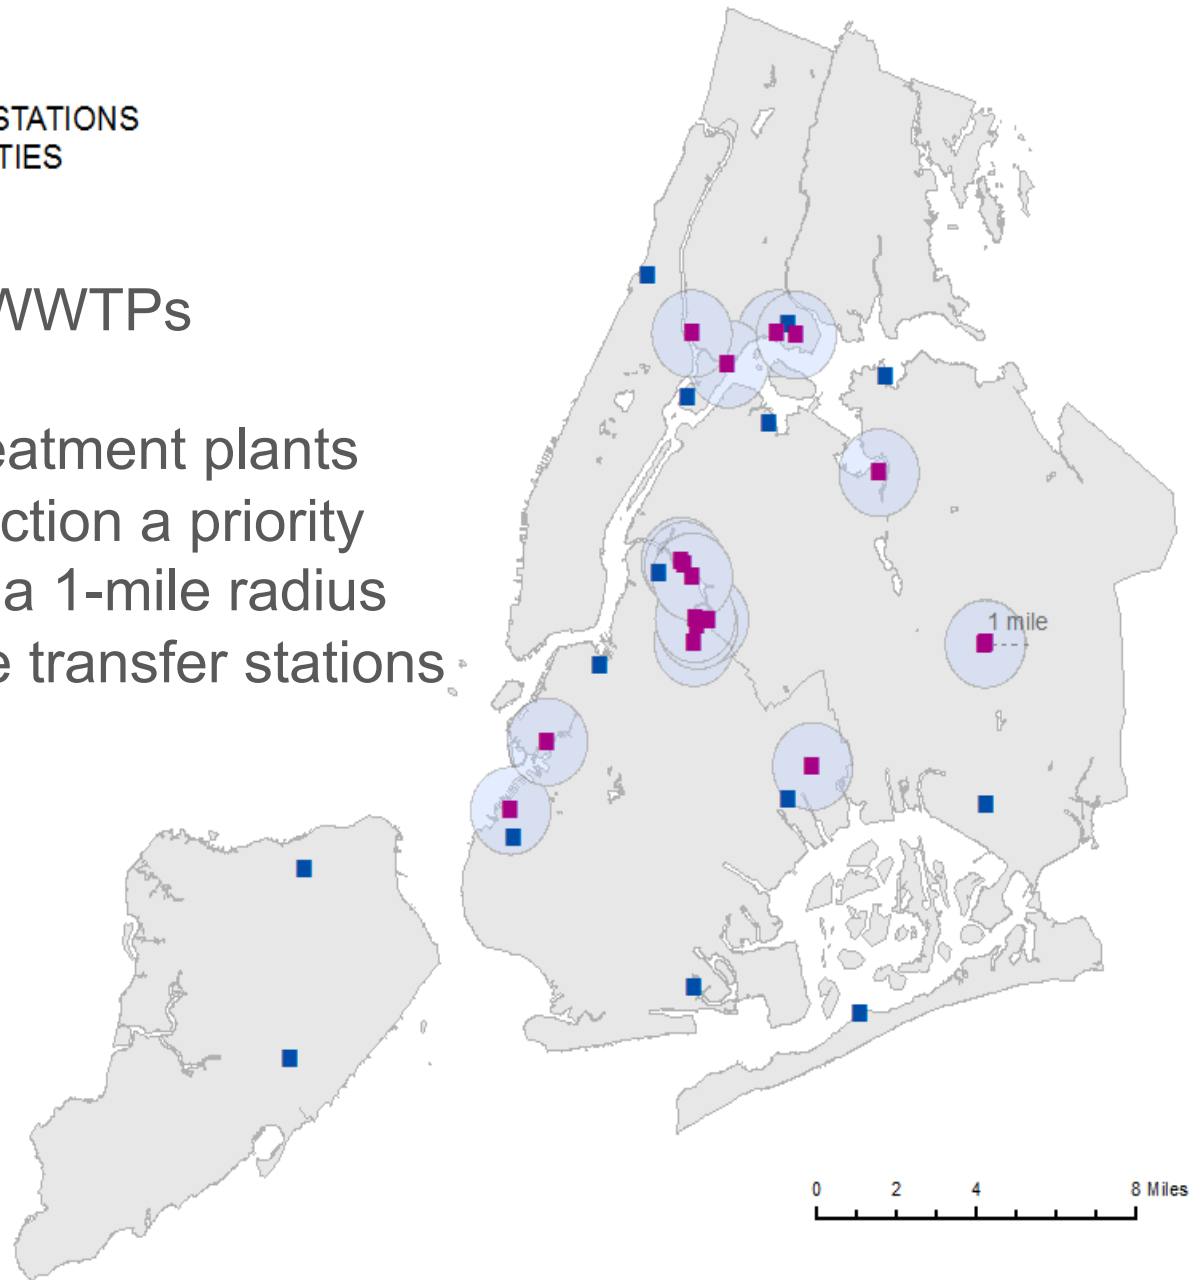 STATIONS
TIES
WWTPs
eatment plants
ction a priority
a 1-mile radius
e transfer stations
1 mile
0 2 4 8 Miles